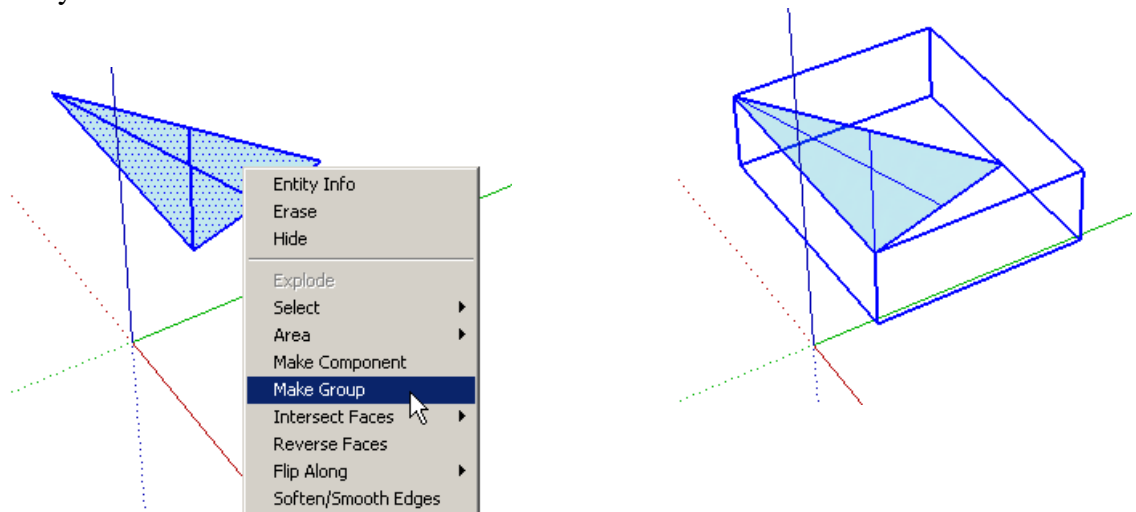 Entity Info
Erase
Hide
Explode
Select
Area
Make Component
Make Group
Intersect Faces
Reverse Faces
Flip Along
Soften/Smooth Edges